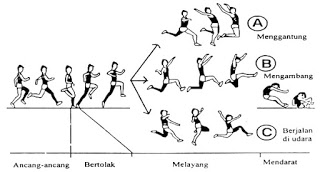 A
Menggantung
B
Mengambang
C
Berjalan
di udara
Ancang-ancang
Bertolak
Melayang
Mendarat